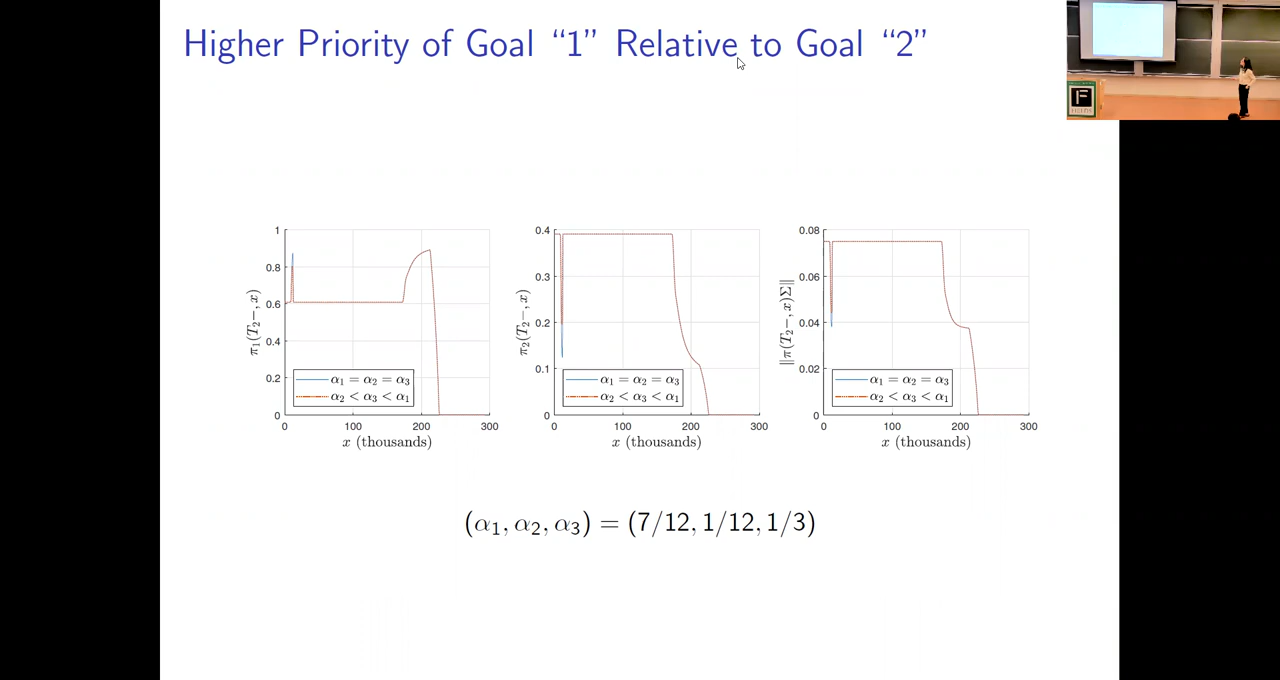 Higher Priority of Goal “1” Relative to Goal “2”
π₁(T₂−, x)
1
0.8
0.6
0.4
0.2
0
α₁ = α₂ = α₃
α₂ < α₃ < α₁
0 100 200 300
x (thousands)
π₂(T₂−, x)
0.4
0.3
0.2
0.1
0
α₁ = α₂ = α₃
α₂ < α₃ < α₁
0 100 200 300
x (thousands)
‖π(T₂−, x)Σ‖
0.08
0.06
0.04
0.02
0
α₁ = α₂ = α₃
α₂ < α₃ < α₁
0 100 200 300
x (thousands)
(α₁, α₂, α₃) = (7/12, 1/12, 1/3)
F